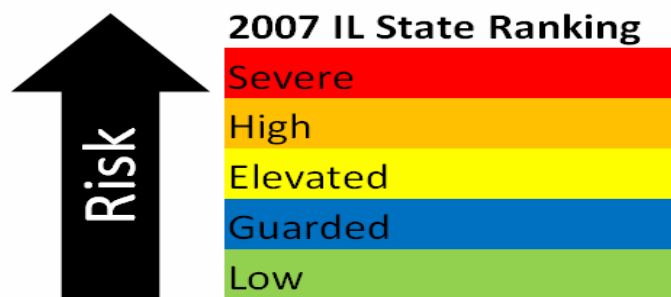 2007 IL State Ranking
Severe
High
Elevated
Guarded
Low
Risk